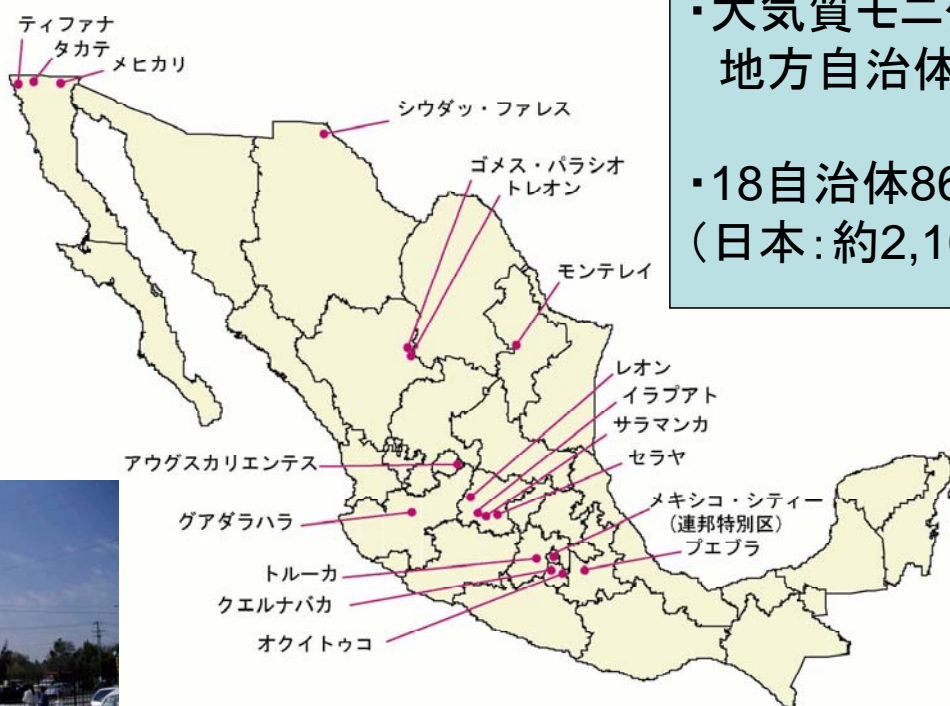 ・大気質モニ
地方自治体
・18自治体86
（日本：約2,1
ティファナ
タカテ
メヒカリ
シウダッ・ファレス
ゴメス・パラシオ
トレオン
モンテレイ
レオン
イラプアト
サラマンカ
セラヤ
アウグスカリエンテス
グアダラハラ
メキシコ・シティー
（連邦特別区）
プエブラ
トルーカ
クエルナバカ
オクイトゥコ